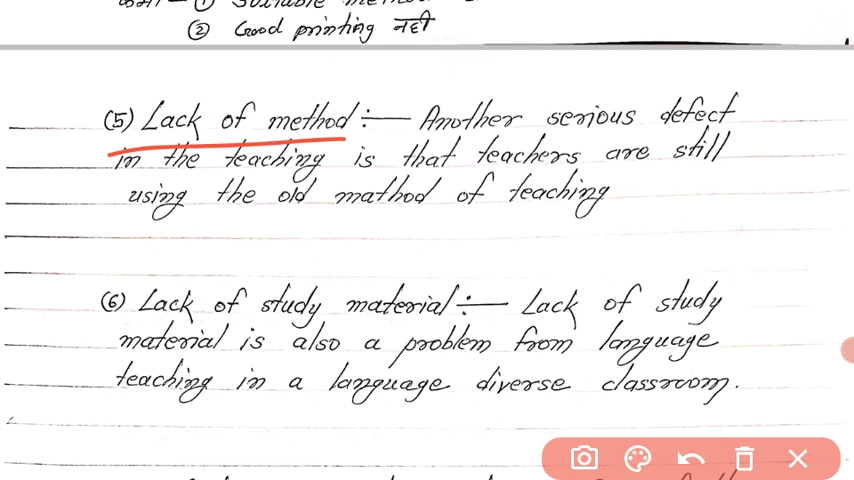 ② Good printing नही
(5) Lack of method :— Another serious defect
in the teaching is that teachers are still
using the old mathod of teaching
(6) Lack of study material :— Lack of study
material is also a problem from language
teaching in a language diverse classroom.